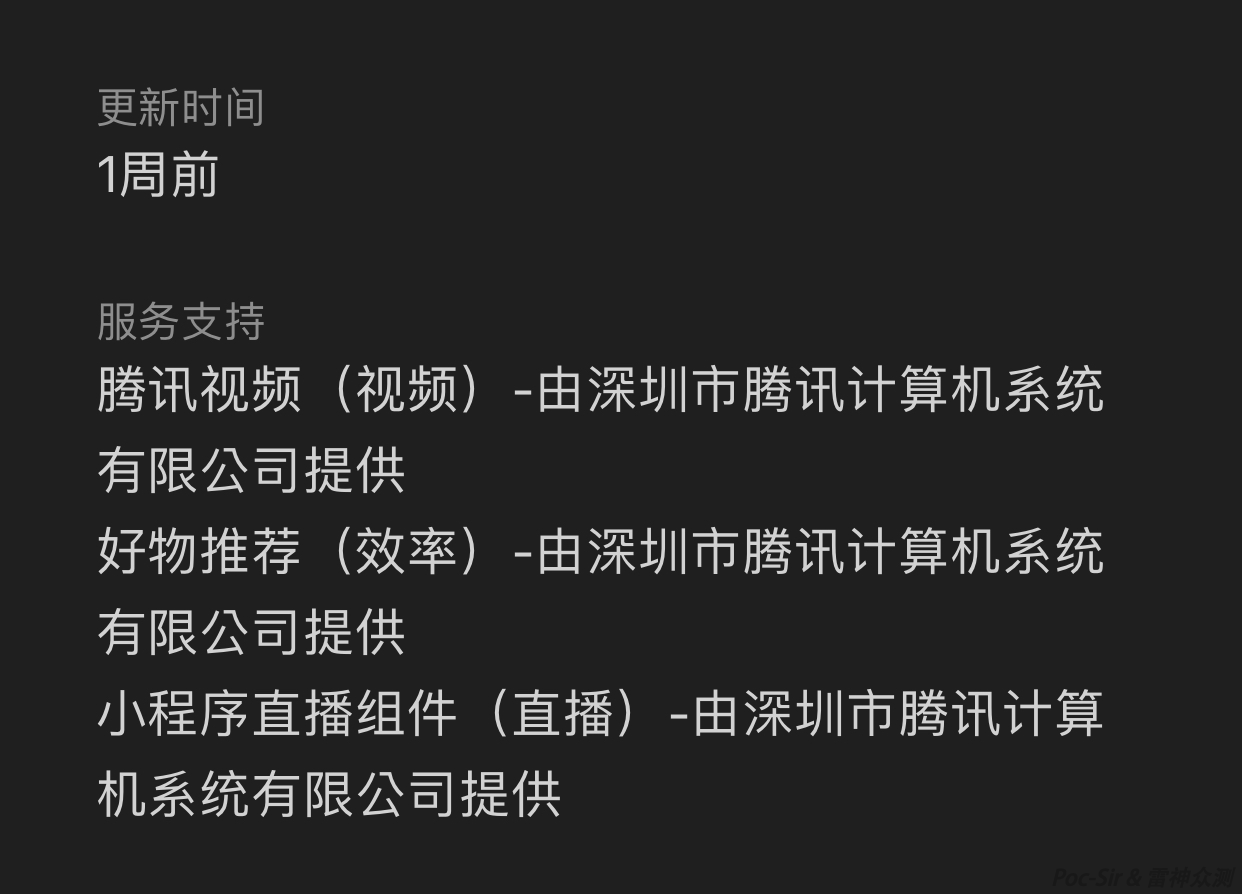 更新时间
1周前
服务支持
腾讯视频（视频）-由深圳市腾讯计算机系统
有限公司提供
好物推荐（效率）-由深圳市腾讯计算机系统
有限公司提供
小程序直播组件（直播）-由深圳市腾讯计算
机系统有限公司提供
Poc-Sir & 雷神众测